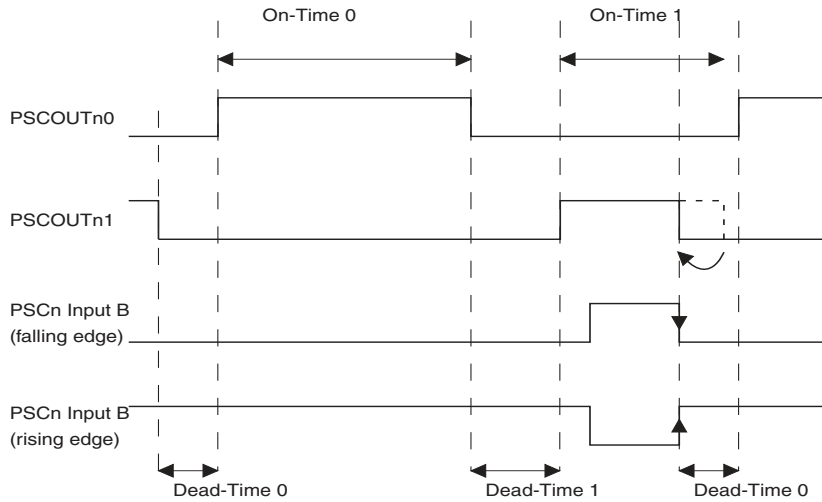 On-Time 0
On-Time 1
PSCOUTn0
PSCOUTn1
PSCn Input B
(falling edge)
PSCn Input B
(rising edge)
Dead-Time 0
Dead-Time 1
Dead-Time 0